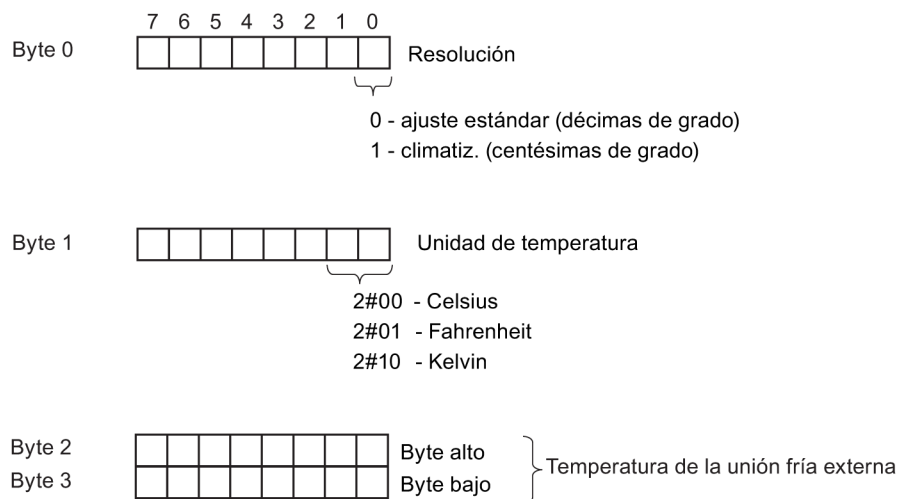 7 6 5 4 3 2 1 0
Byte 0 Resolución
0 - ajuste estándar (décimas de grado)
1 - climatiz. (centésimas de grado)
Byte 1 Unidad de temperatura
2#00 - Celsius
2#01 - Fahrenheit
2#10 - Kelvin
Byte 2 Byte alto
Byte 3 Byte bajo
Temperatura de la unión fría externa